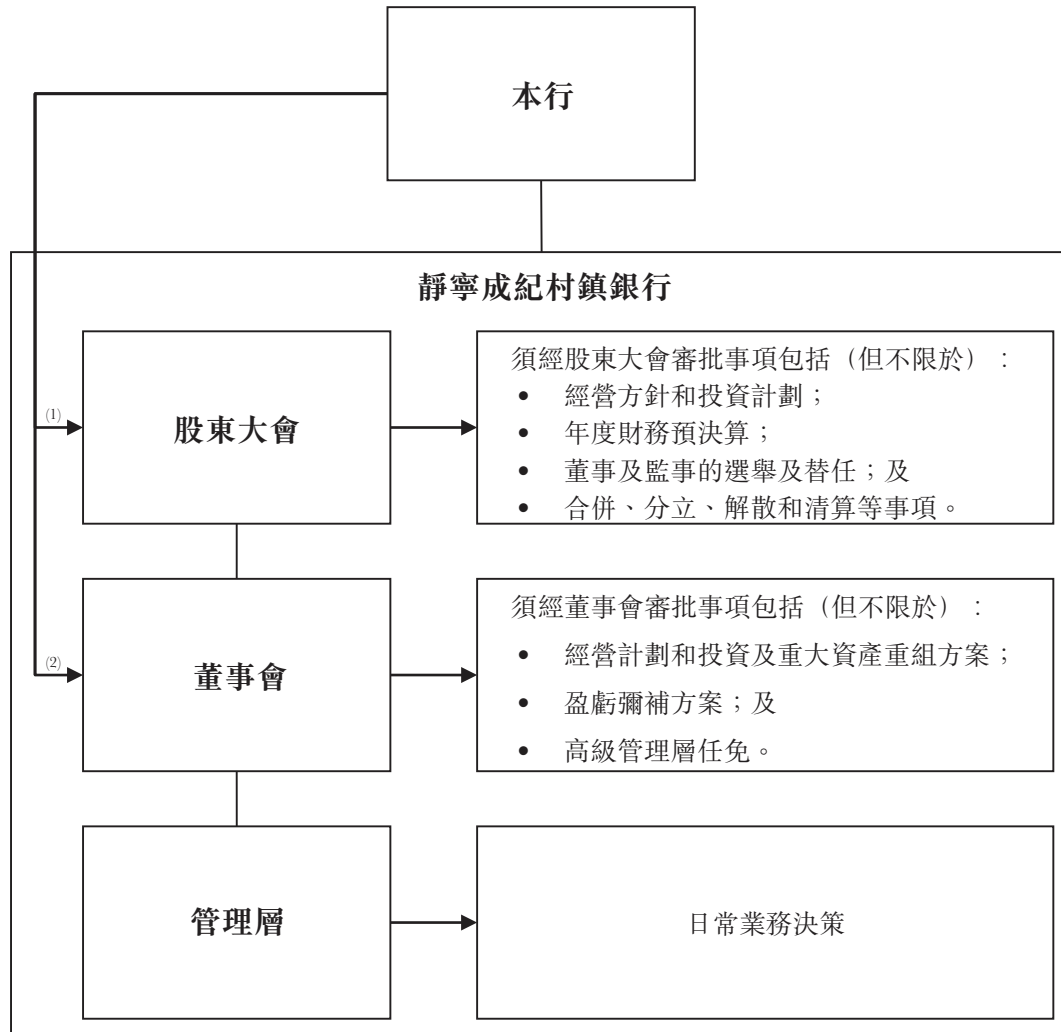 本行
靜寧成紀村鎮銀行
(1)
股東大會
須經股東大會審批事項包括（但不限於）：
• 經營方針和投資計劃；
• 年度財務預決算；
• 董事及監事的選舉及替任；及
• 合併、分立、解散和清算等事項。
(2)
董事會
須經董事會審批事項包括（但不限於）：
• 經營計劃和投資及重大資產重組方案；
• 盈虧彌補方案；及
• 高級管理層任免。
管理層
日常業務決策